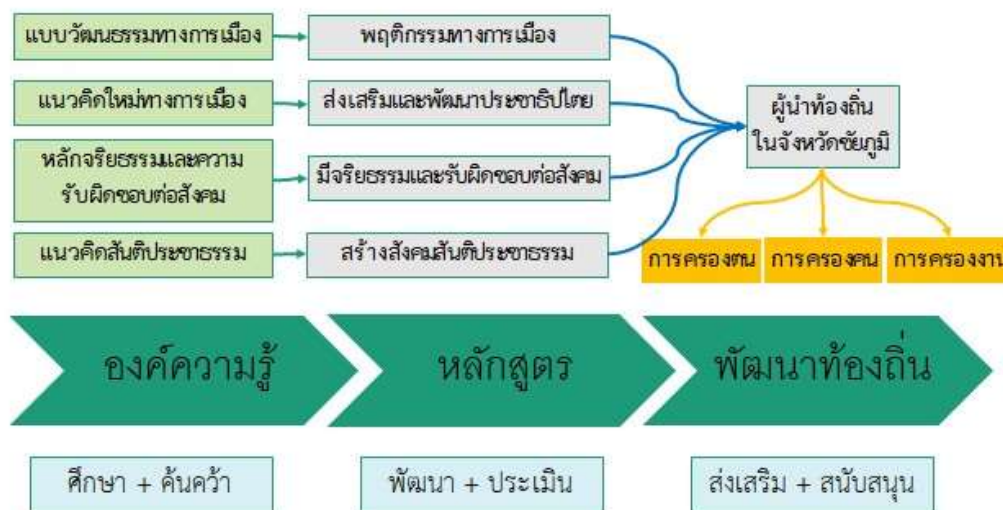 แบบวัฒนธรรมทางการเมือง
พฤติกรรมทางการเมือง
แนวคิดใหม่ทางการเมือง
ส่งเสริมและพัฒนาประชาธิปไตย
ผู้นำท้องถิ่น
ในจังหวัดชัยภูมิ
หลักจริยธรรมและความ
รับผิดชอบต่อสังคม
มีจริยธรรมและรับผิดชอบต่อสังคม
แนวคิดสันติประชาธรรม
สร้างสังคมสันติประชาธรรม
การครองตน
การครองคน
การครองงาน
องค์ความรู้
หลักสูตร
พัฒนาท้องถิ่น
ศึกษา + ค้นคว้า
พัฒนา + ประเมิน
ส่งเสริม + สนับสนุน